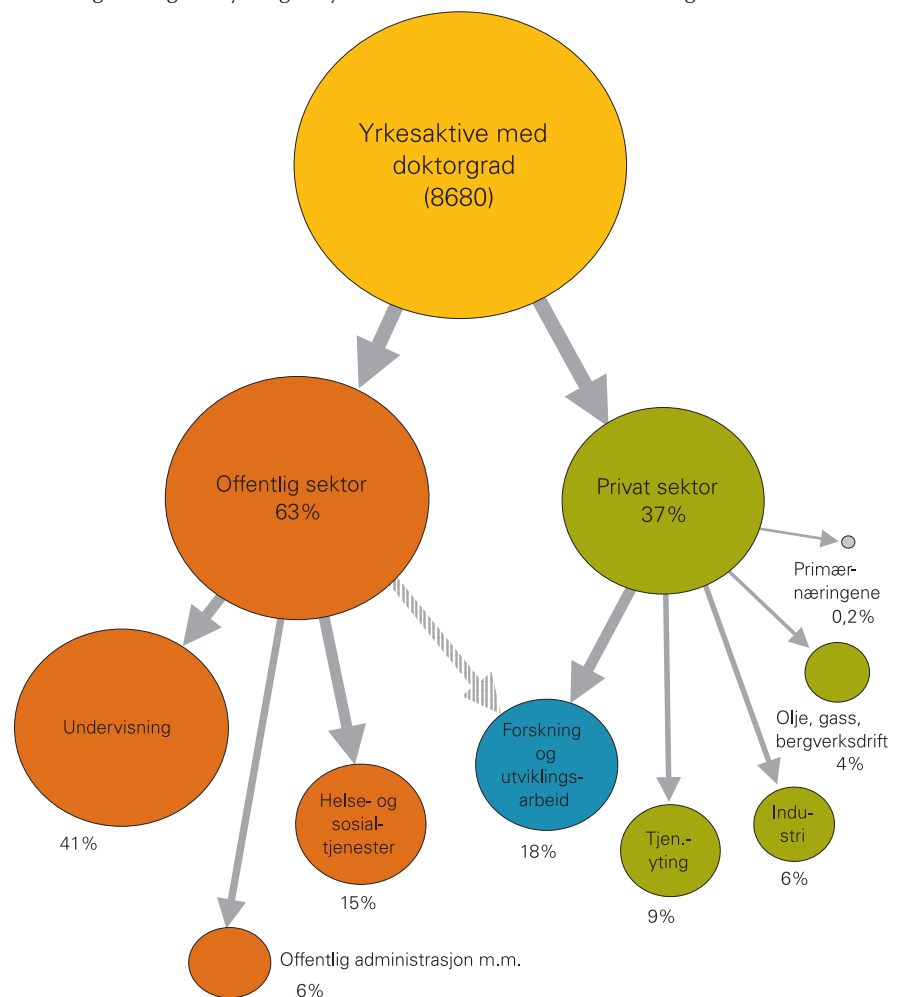 Yrkesaktive med
doktorgrad
(8680)
Offentlig sektor
63%
Privat sektor
37%
Primær-
næringene
0,2%
Undervisning
41%
Forskning
og
utviklings-
arbeid
18%
Olje, gass,
bergverksdrift
4%
Helse- og
sosial-
tjenester
15%
Tjen.-
yting
9%
Indu-
stri
6%
Offentlig administrasjon m.m.
6%